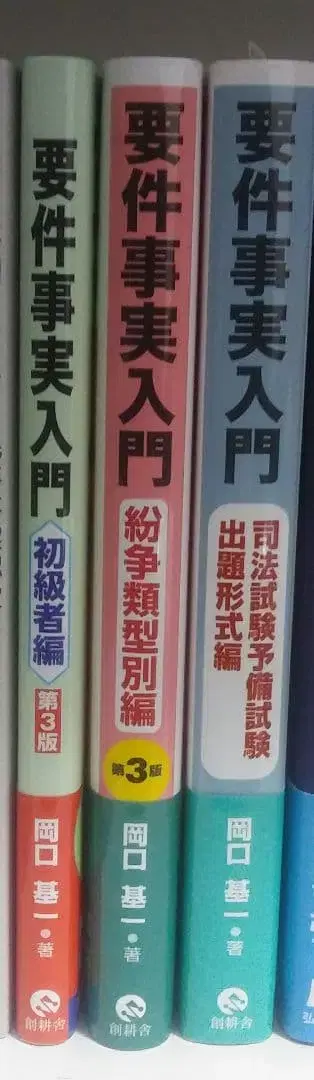 要件事実入門
初級者編
第3版
岡口基一・著
創耕舎
要件事実入門
紛争類型別編
第3版
岡口基一・著
創耕舎
要件事実入門
司法試験予備試験
出題形式編
岡口基一・著
創耕舎